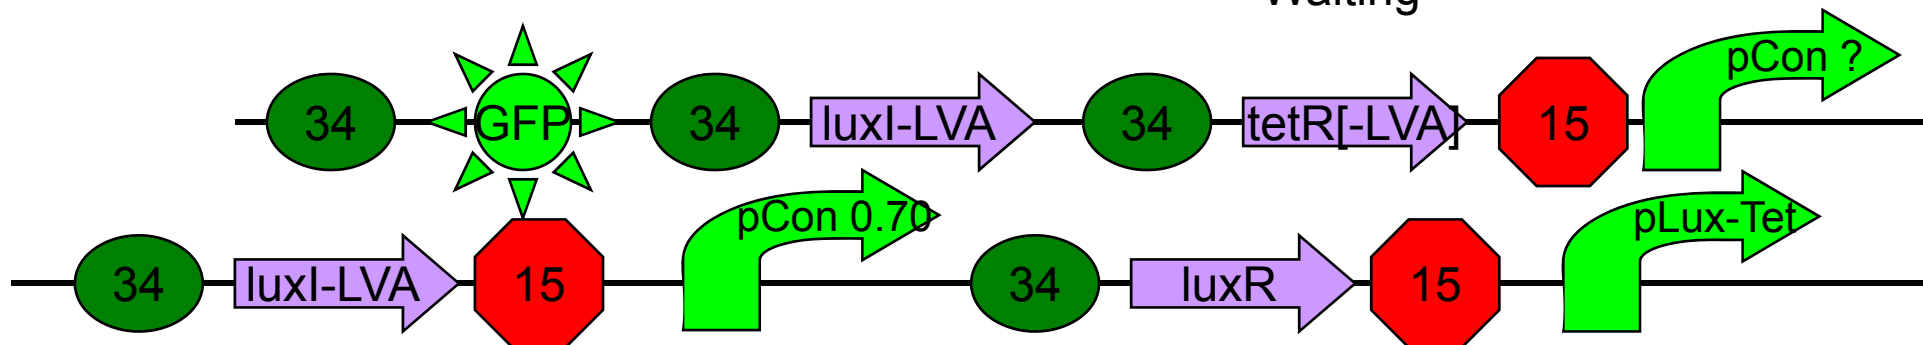 Waiting
34 GFP 34 luxI-LVA 34 tetR[-LVA] 15 pCon ?
34 luxI-LVA 15 pCon 0.70 34 luxR 15 pLux-Tet